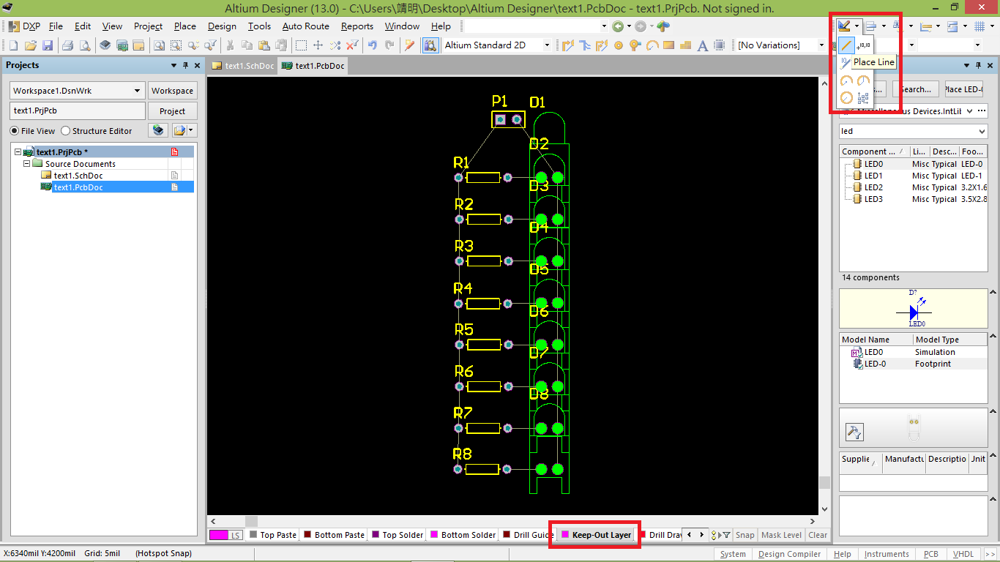 Altium Designer (13.0) - C:\Users\靖明\Desktop\Altium Designer\text1.PcbDoc - text1.PrjPcb. Not signed in.
DXP File Edit View Project Place Design Tools Auto Route Reports Window Help
Altium Standard 2D [No Variations]
+10,10
10
Place Line
Projects
text1.SchDoc text1.PcbDoc
Workspace1.DsnWrk Workspace
text1.PrjPcb Project
File View Structure Editor
text1.PrjPcb *
Source Documents
text1.SchDoc
text1.PcbDoc
P1 D1
D2
R1
D3
R2
D4
R3
D5
R4
D6
R5
D7
R6
D8
R7
R8
Search... Place LED-(
Miscellaneous Devices.IntLib ...
led
Component ... Li... Desc... Foo...
LED0 Misc Typical LED-0
LED1 Misc Typical LED-1
LED2 Misc Typical 3.2X1.6
LED3 Misc Typical 3.5X2.8
14 components
D?
LED0
Model Name Model Type
LED0 Simulation
LED-0 Footprint
Supplie Manufactu Descriptio Unit
LS Top Paste Bottom Paste Top Solder Bottom Solder Drill Guide Keep-Out Layer Drill Drav Snap Mask Level Clear
X:6340mil Y:4200mil Grid: 5mil (Hotspot Snap)
System Design Compiler Help Instruments PCB VHDL >>